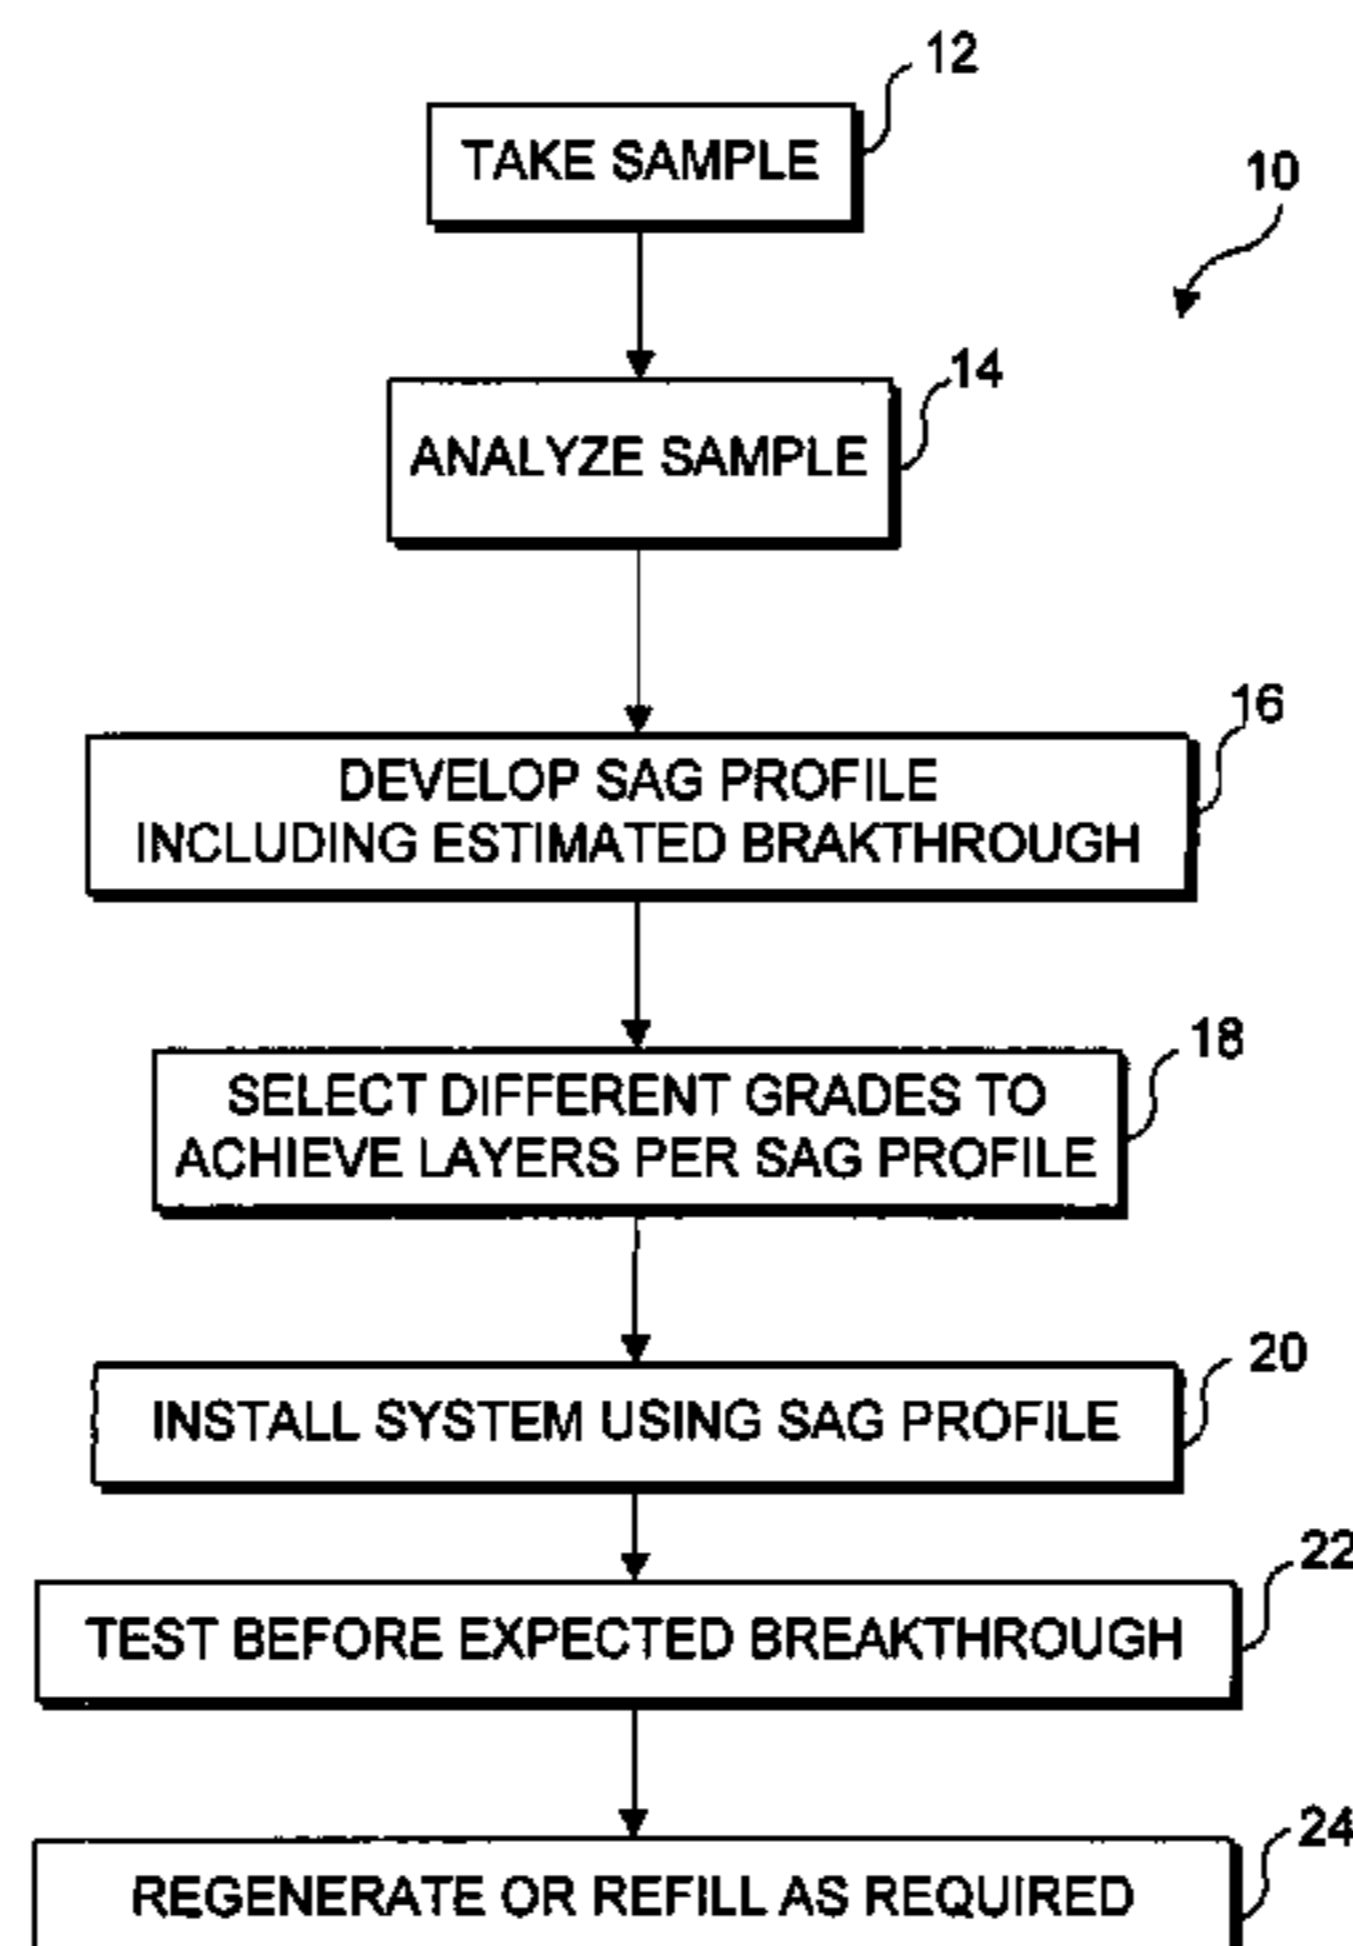 12
TAKE SAMPLE
10
14
ANALYZE SAMPLE
16
DEVELOP SAG PROFILE
INCLUDING ESTIMATED BRAKTHROUGH
18
SELECT DIFFERENT GRADES TO
ACHIEVE LAYERS PER SAG PROFILE
20
INSTALL SYSTEM USING SAG PROFILE
22
TEST BEFORE EXPECTED BREAKTHROUGH
24
REGENERATE OR REFILL AS REQUIRED